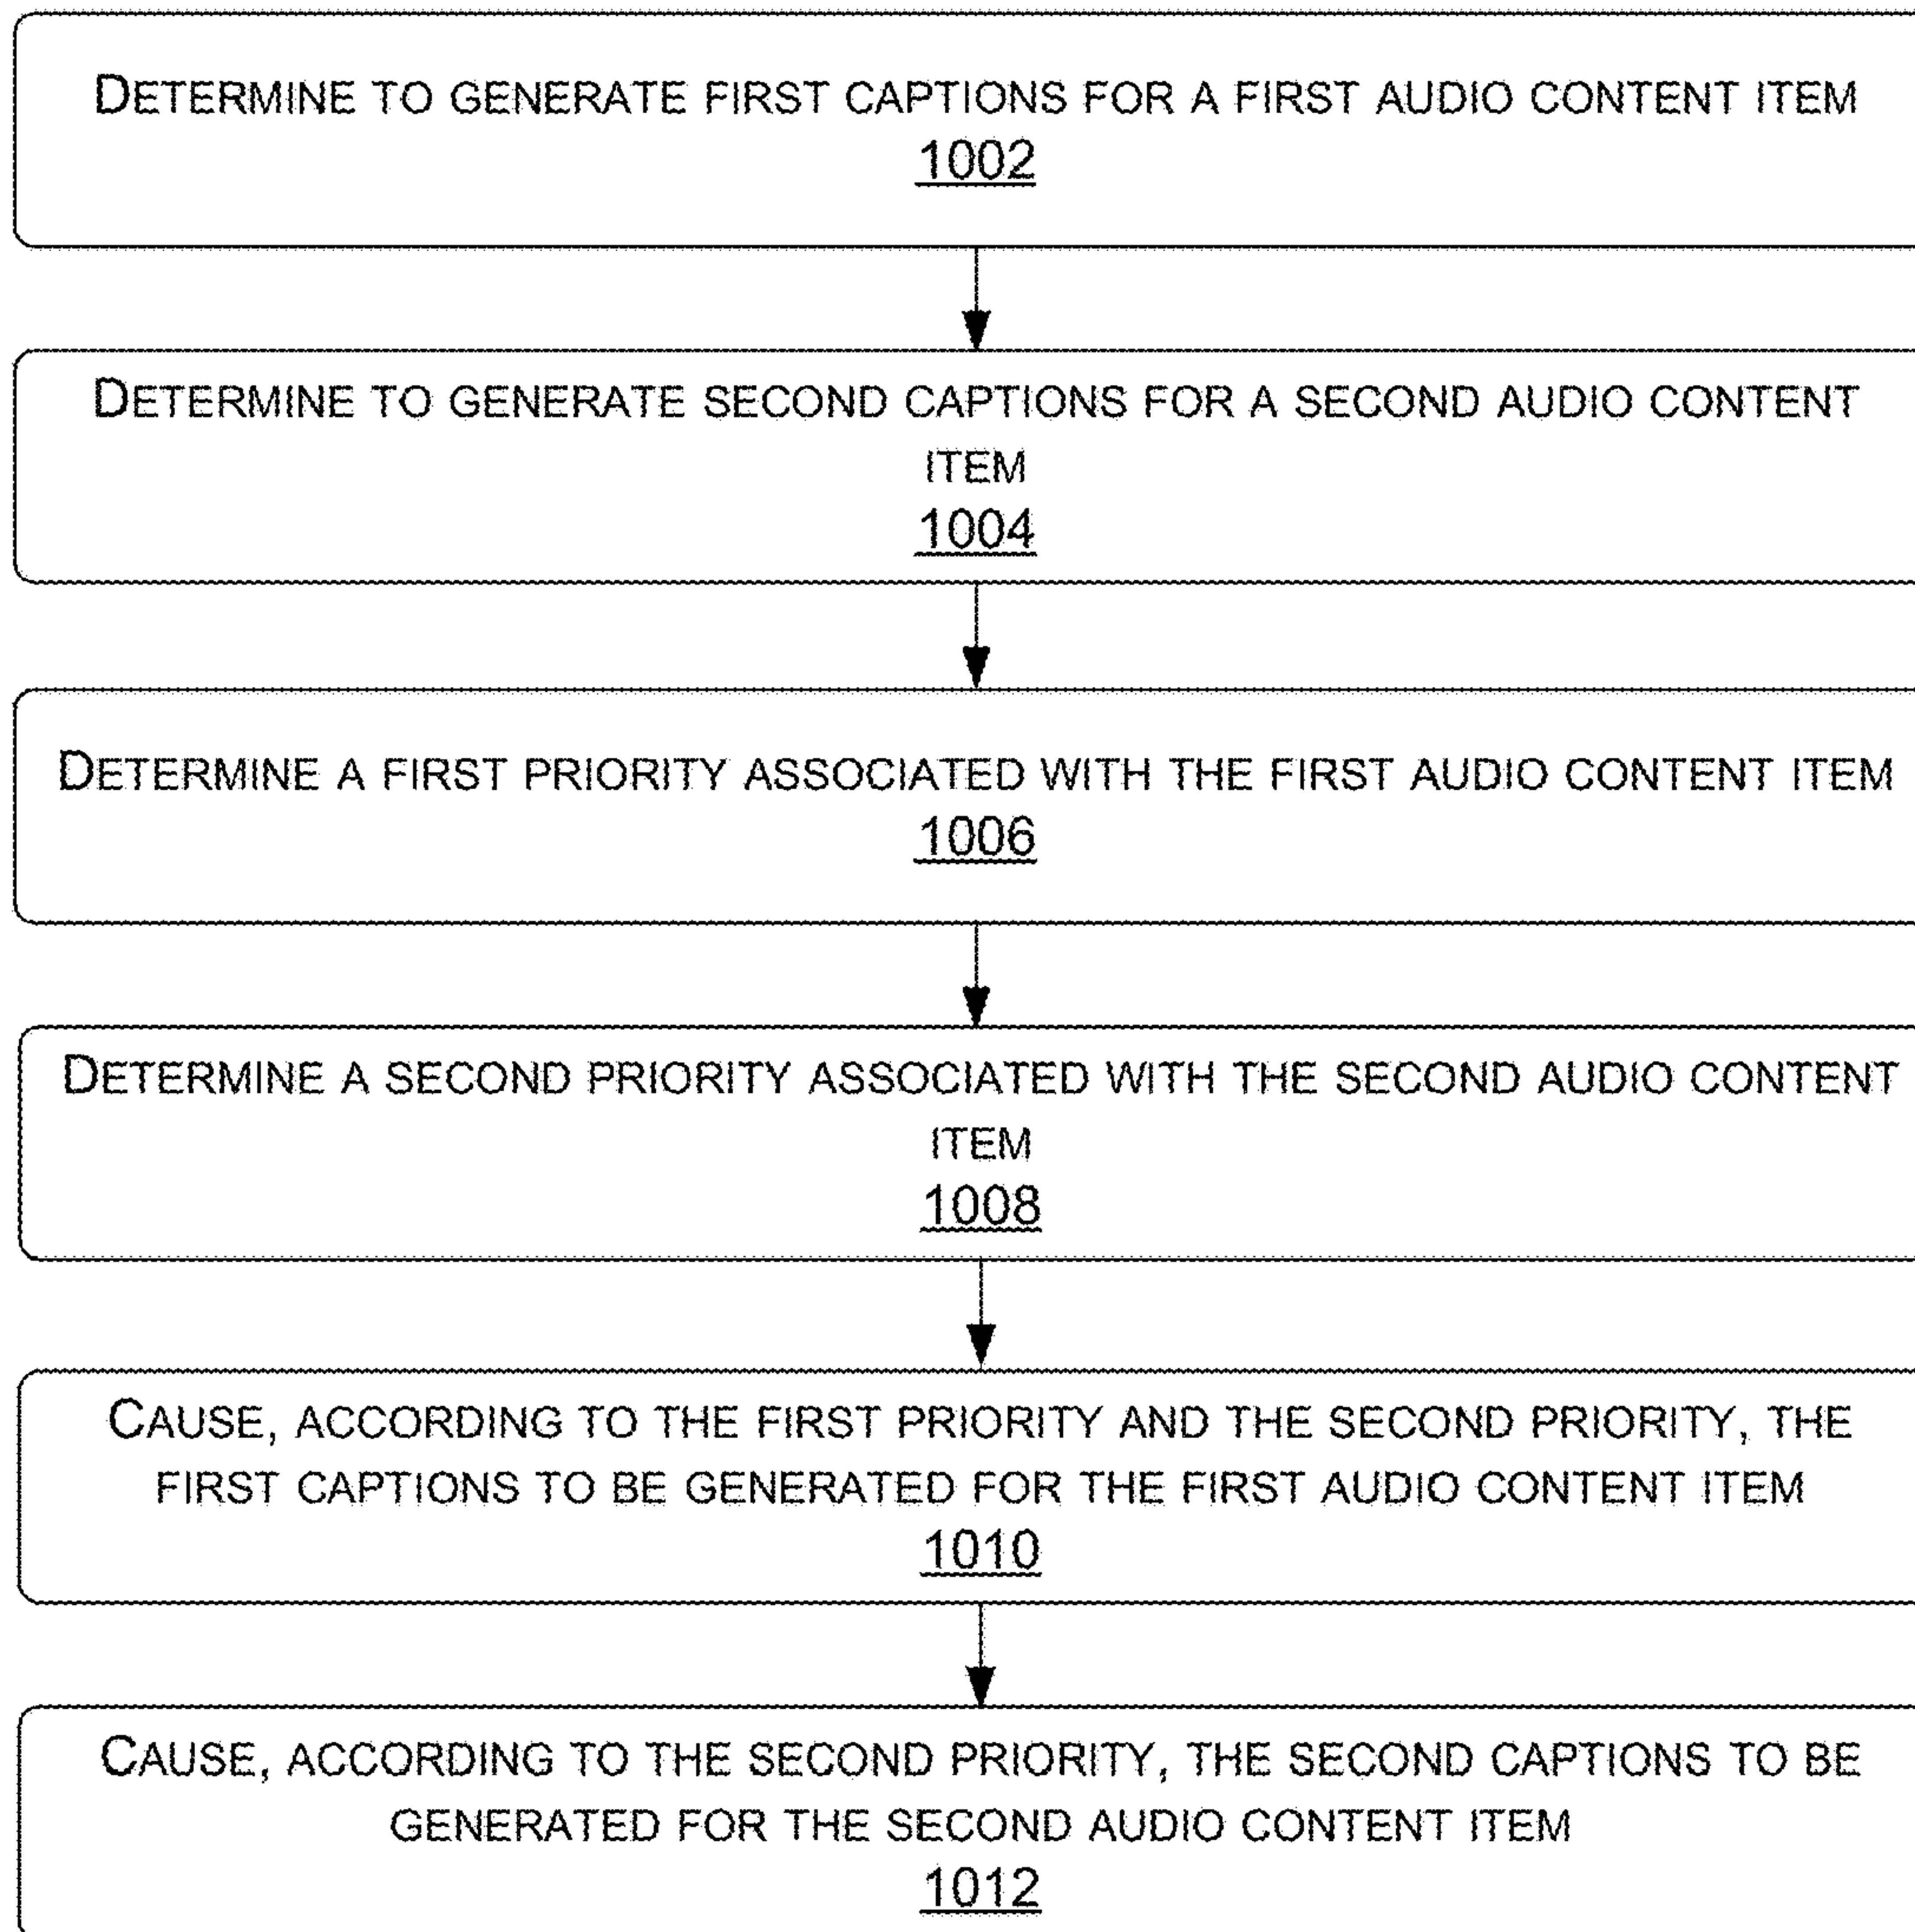 DETERMINE TO GENERATE FIRST CAPTIONS FOR A FIRST AUDIO CONTENT ITEM
1002
DETERMINE TO GENERATE SECOND CAPTIONS FOR A SECOND AUDIO CONTENT
ITEM
1004
DETERMINE A FIRST PRIORITY ASSOCIATED WITH THE FIRST AUDIO CONTENT ITEM
1006
DETERMINE A SECOND PRIORITY ASSOCIATED WITH THE SECOND AUDIO CONTENT
ITEM
1008
CAUSE, ACCORDING TO THE FIRST PRIORITY AND THE SECOND PRIORITY, THE
FIRST CAPTIONS TO BE GENERATED FOR THE FIRST AUDIO CONTENT ITEM
1010
CAUSE, ACCORDING TO THE SECOND PRIORITY, THE SECOND CAPTIONS TO BE
GENERATED FOR THE SECOND AUDIO CONTENT ITEM
1012